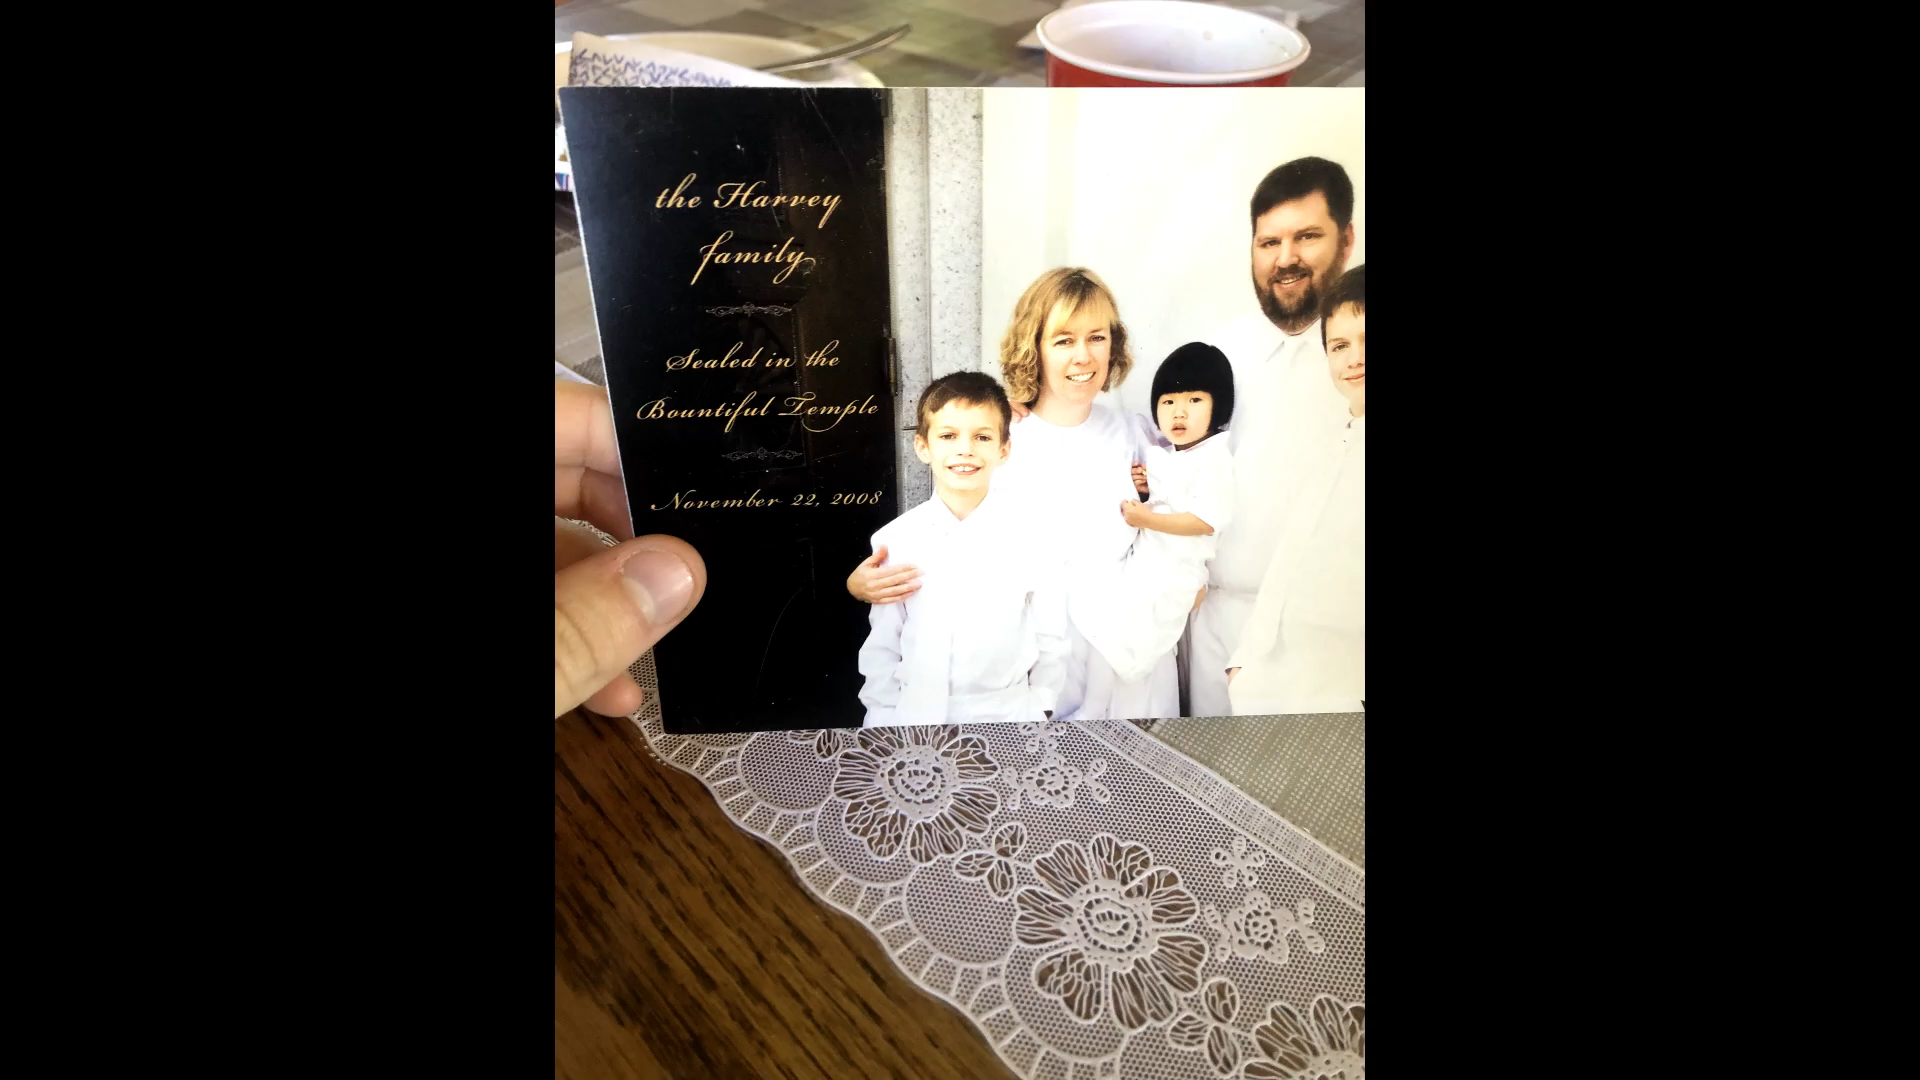 the Harvey
family
Sealed in the
Bountiful Temple
November 22, 2008